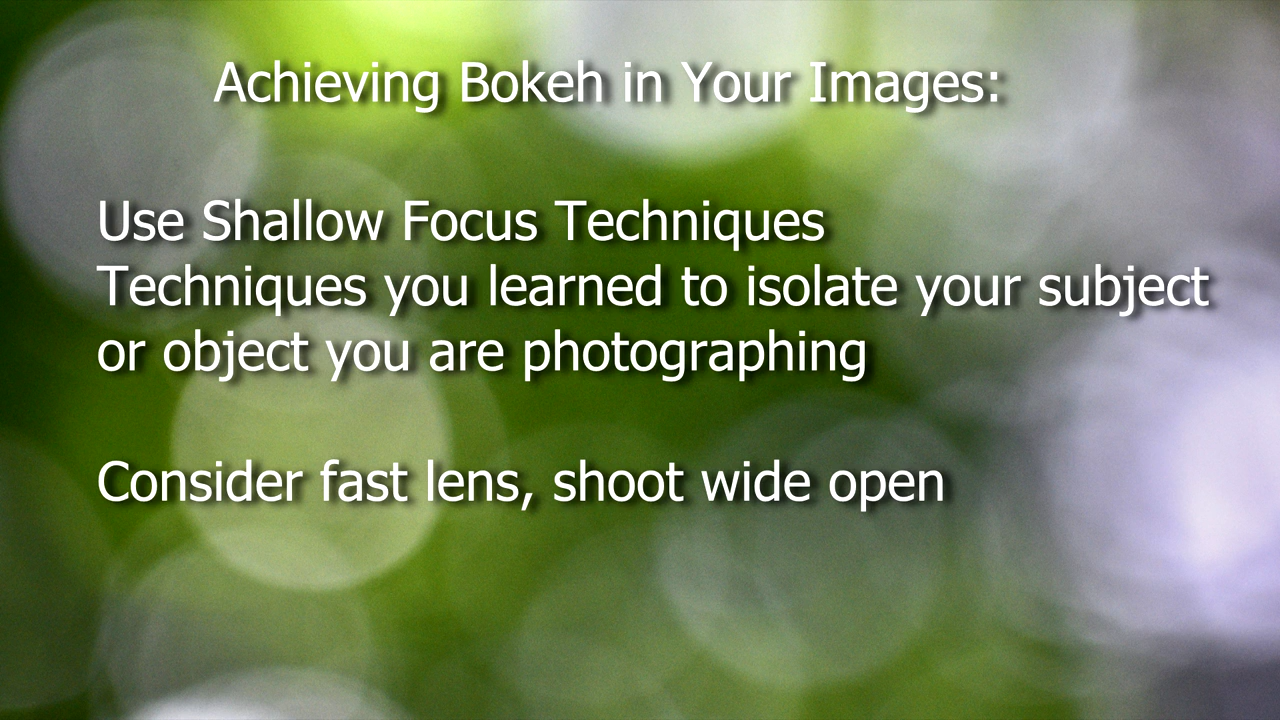 Achieving Bokeh in Your Images:
Use Shallow Focus Techniques
Techniques you learned to isolate your subject
or object you are photographing
Consider fast lens, shoot wide open